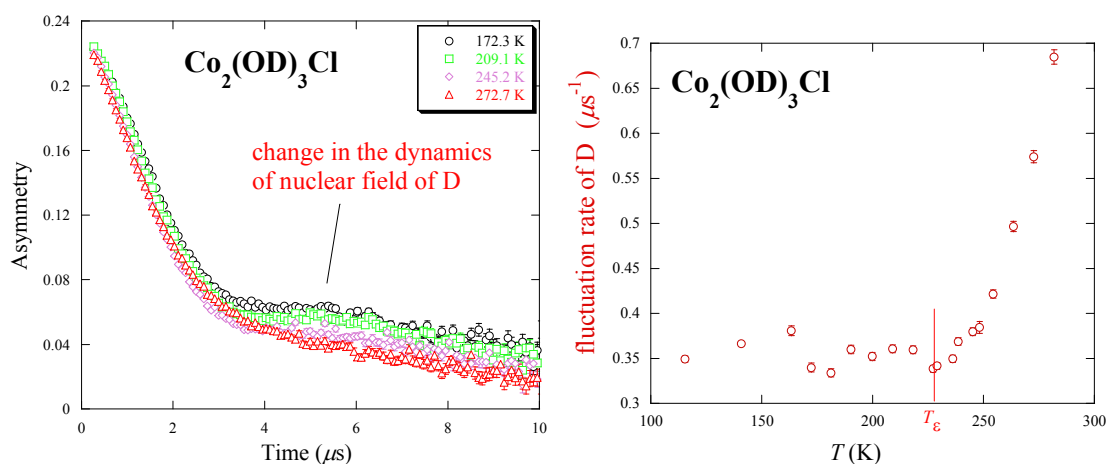 0.24
0.2
0.16
0.12
0.08
0.04
0
Asymmetry
Co₂(OD)₃Cl
172.3 K
209.1 K
245.2 K
272.7 K
change in the dynamics
of nuclear field of D
0 2 4 6 8 10
Time (μs)
0.7
0.65
0.6
0.55
0.5
0.45
0.4
0.35
0.3
fluctuation rate of D (μs⁻¹)
Co₂(OD)₃Cl
Tε
100 150 200 250 300
T (K)